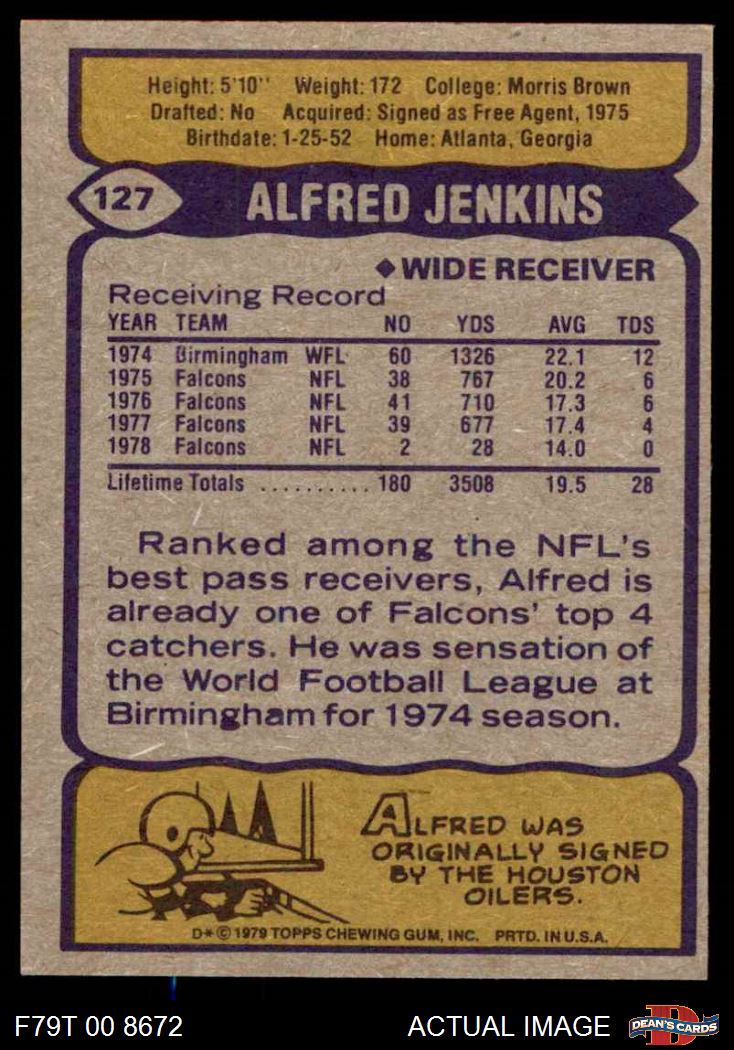 Height: 5'10'' Weight: 172 College: Morris Brown
Drafted: No Acquired: Signed as Free Agent, 1975
Birthdate: 1-25-52 Home: Atlanta, Georgia
127 ALFRED JENKINS
◆ WIDE RECEIVER
Receiving Record
YEAR TEAM NO YDS AVG TDS
1974 Birmingham WFL 60 1326 22.1 12
1975 Falcons NFL 38 767 20.2 6
1976 Falcons NFL 41 710 17.3 6
1977 Falcons NFL 39 677 17.4 4
1978 Falcons NFL 2 28 14.0 0
Lifetime Totals .......... 180 3508 19.5 28
Ranked among the NFL's
best pass receivers, Alfred is
already one of Falcons' top 4
catchers. He was sensation of
the World Football League at
Birmingham for 1974 season.
ALFRED WAS
ORIGINALLY SIGNED
BY THE HOUSTON
OILERS.
D*©1979 TOPPS CHEWING GUM, INC. PRTD. IN U.S.A.
F79T 00 8672 ACTUAL IMAGE DEAN'S CARDS